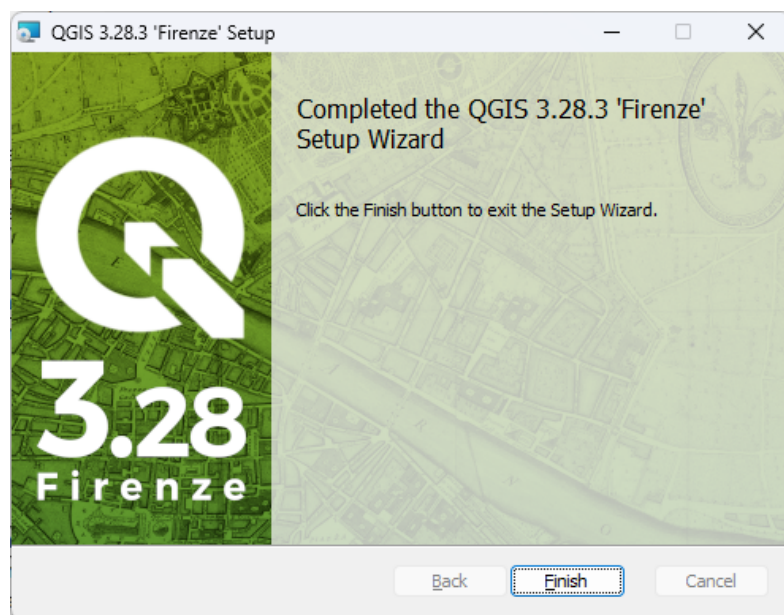 QGIS 3.28.3 'Firenze' Setup
Completed the QGIS 3.28.3 'Firenze'
Setup Wizard
Click the Finish button to exit the Setup Wizard.
3.28
Firenze
Back
Finish
Cancel